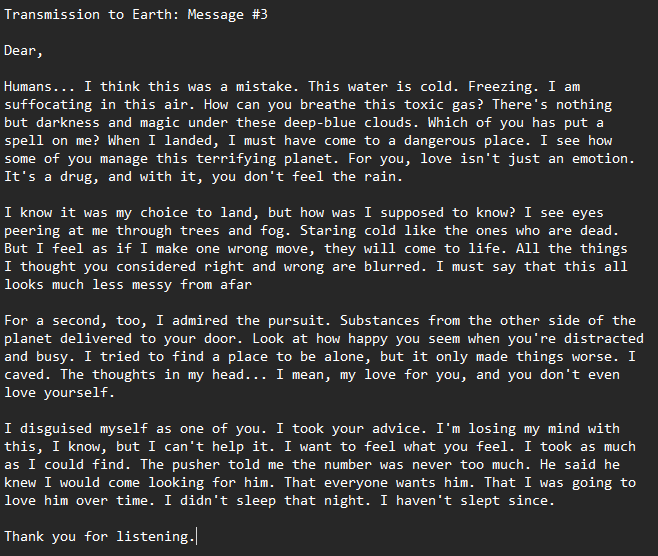 Transmission to Earth: Message #3
Dear,
Humans... I think this was a mistake. This water is cold. Freezing. I am
suffocating in this air. How can you breathe this toxic gas? There's nothing
but darkness and magic under these deep-blue clouds. Which of you has put a
spell on me? When I landed, I must have come to a dangerous place. I see how
some of you manage this terrifying planet. For you, love isn't just an emotion.
It's a drug, and with it, you don't feel the rain.
I know it was my choice to land, but how was I supposed to know? I see eyes
peering at me through trees and fog. Staring cold like the ones who are dead.
But I feel as if I make one wrong move, they will come to life. All the things
I thought you considered right and wrong are blurred. I must say that this all
looks much less messy from afar
For a second, too, I admired the pursuit. Substances from the other side of the
planet delivered to your door. Look at how happy you seem when you're distracted
and busy. I tried to find a place to be alone, but it only made things worse. I
caved. The thoughts in my head... I mean, my love for you, and you don't even
love yourself.
I disguised myself as one of you. I took your advice. I'm losing my mind with
this, I know, but I can't help it. I want to feel what you feel. I took as much
as I could find. The pusher told me the number was never too much. He said he
knew I would come looking for him. That everyone wants him. That I was going to
love him over time. I didn't sleep that night. I haven't slept since.
Thank you for listening.